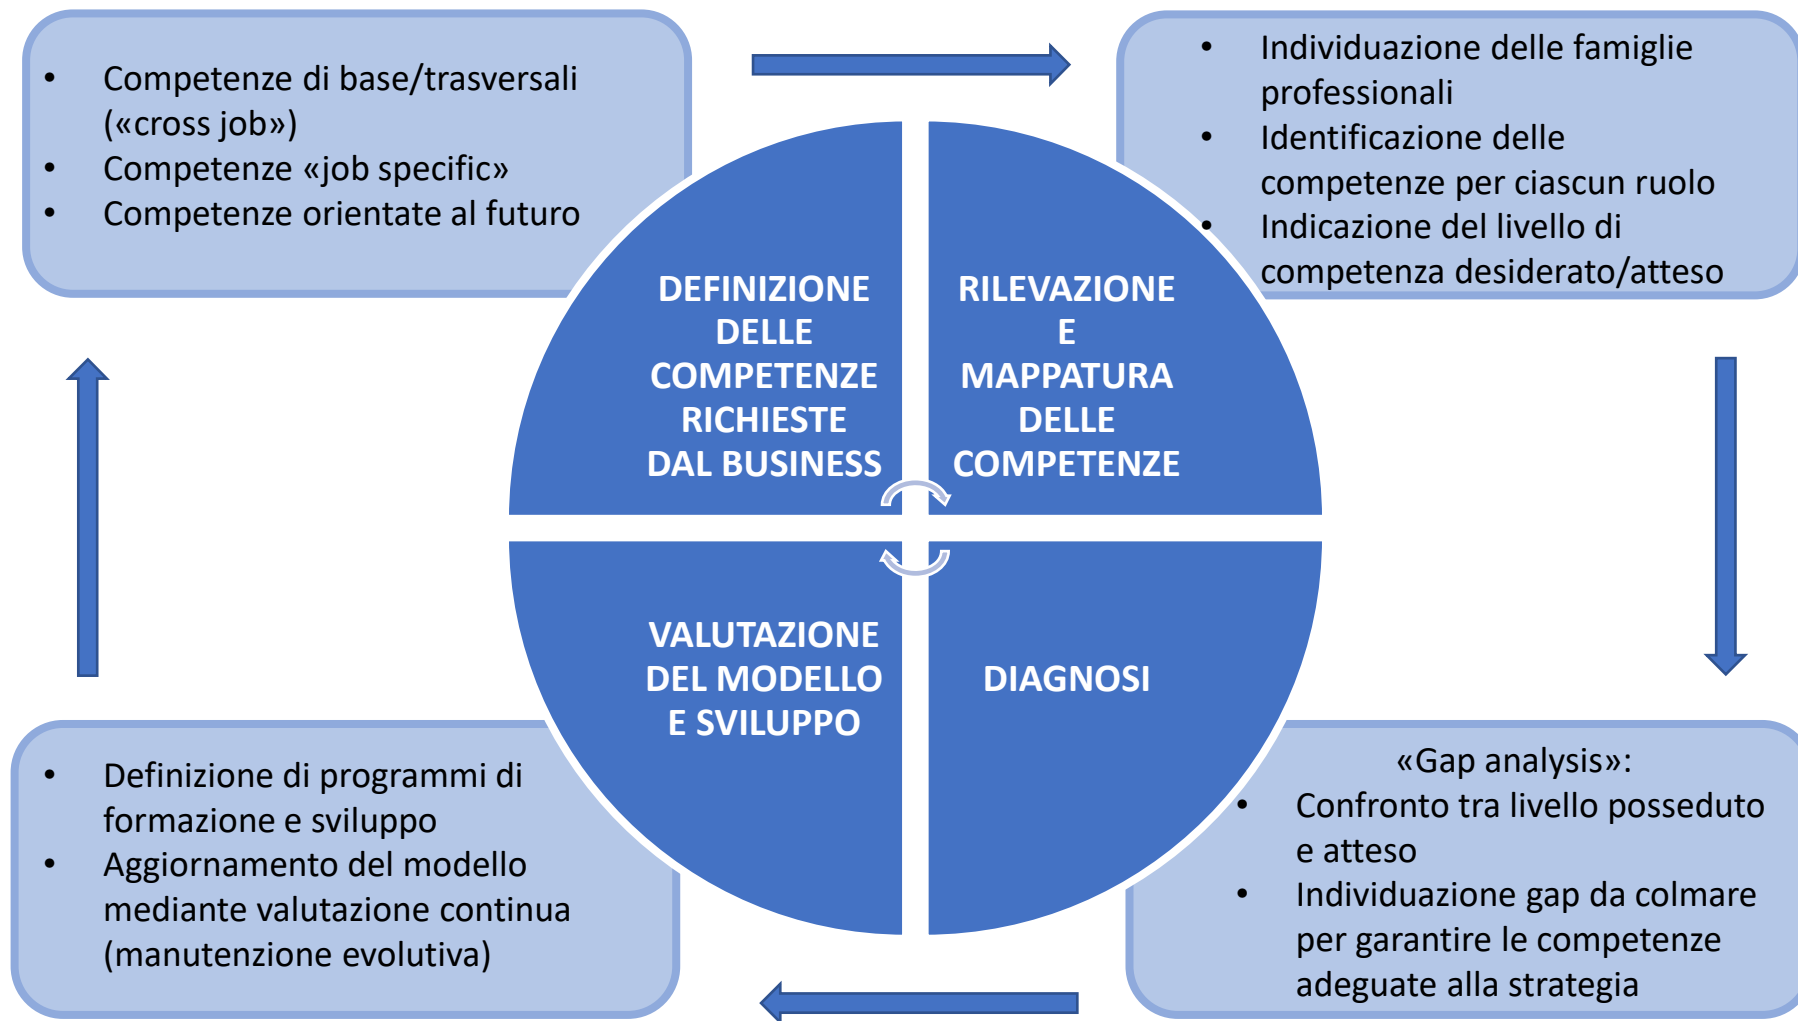 • Competenze di base/trasversali
(«cross job»)
• Competenze «job specific»
• Competenze orientate al futuro
• Individuazione delle famiglie
professionali
• Identificazione delle
competenze per ciascun ruolo
• Indicazione del livello di
competenza desiderato/atteso
DEFINIZIONE
DELLE
COMPETENZE
RICHIESTE
DAL BUSINESS
RILEVAZIONE
E
MAPPATURA
DELLE
COMPETENZE
VALUTAZIONE
DEL MODELLO
E SVILUPPO
DIAGNOSI
• Definizione di programmi di
formazione e sviluppo
• Aggiornamento del modello
mediante valutazione continua
(manutenzione evolutiva)
«Gap analysis»:
• Confronto tra livello posseduto
e atteso
• Individuazione gap da colmare
per garantire le competenze
adeguate alla strategia